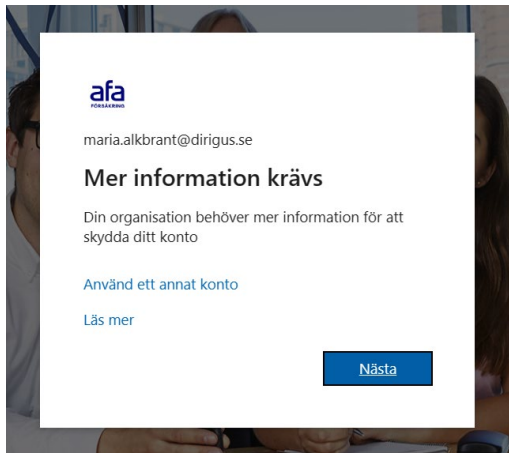 afa
FÖRSÄKRING
maria.alkbrant@dirigus.se
Mer information krävs
Din organisation behöver mer information för att
skydda ditt konto
Använd ett annat konto
Läs mer
Nästa